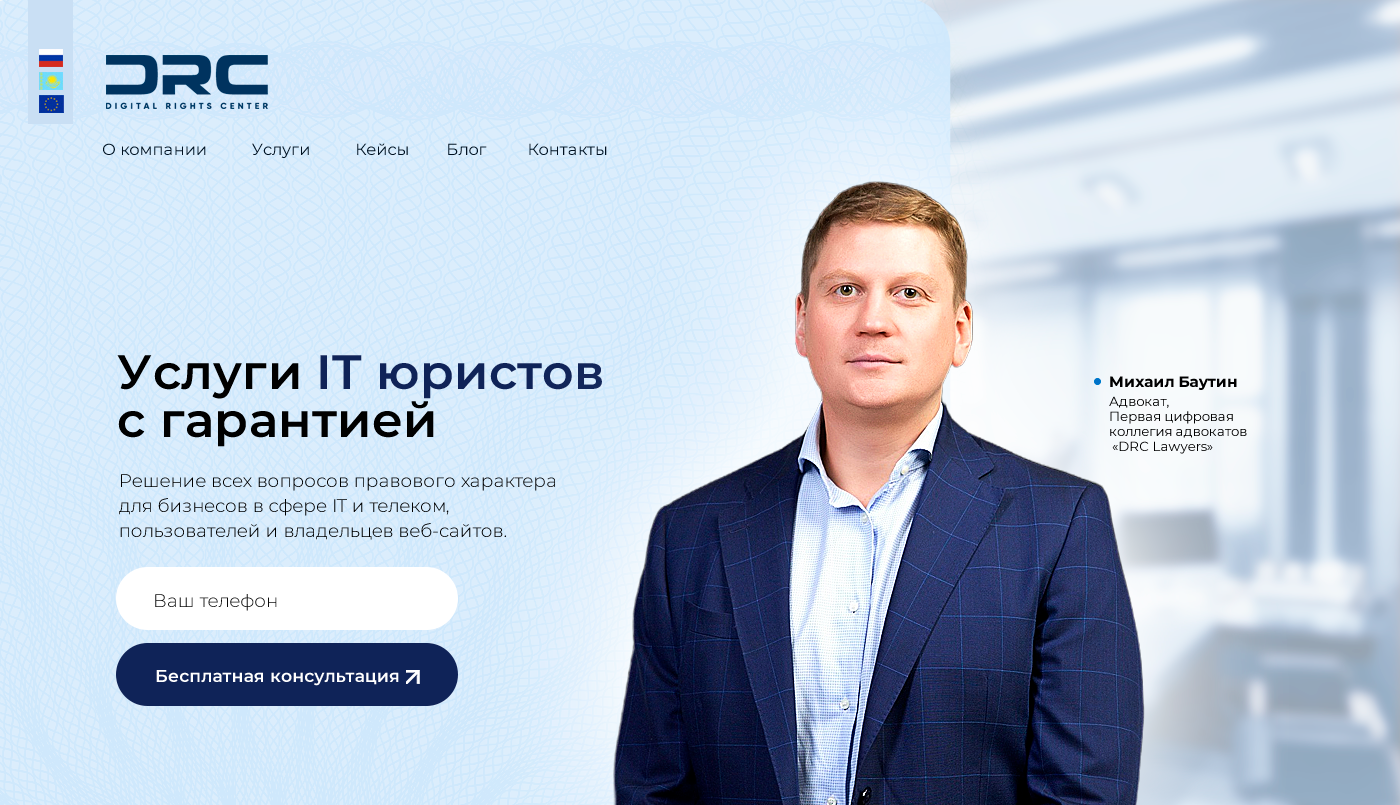 DRC
DIGITAL RIGHTS CENTER
О компании Услуги Кейсы Блог Контакты
Услуги IT юристов
с гарантией
Решение всех вопросов правового характера
для бизнесов в сфере IT и телеком,
пользователей и владельцев веб-сайтов.
Ваш телефон
Бесплатная консультация
Михаил Баутин
Адвокат,
Первая цифровая
коллегия адвокатов
«DRC Lawyers»